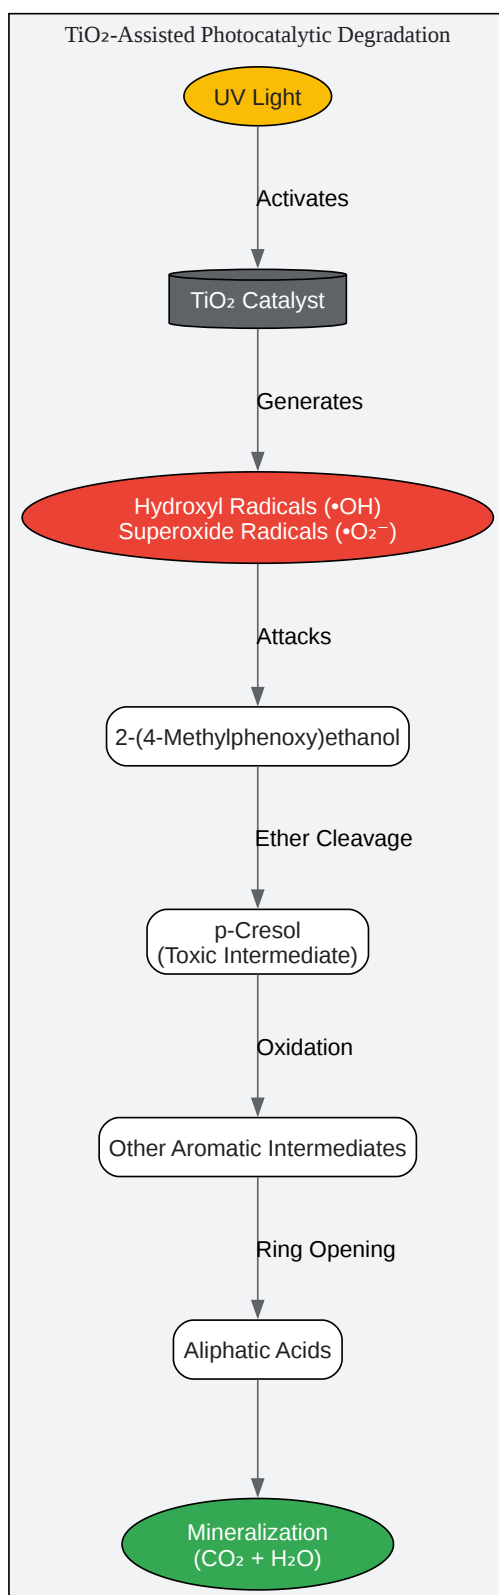 TiO₂-Assisted Photocatalytic Degradation
UV Light
Activates
TiO₂ Catalyst
Generates
Hydroxyl Radicals (•OH)
Superoxide Radicals (•O₂⁻)
Attacks
2-(4-Methylphenoxy)ethanol
Ether Cleavage
p-Cresol
(Toxic Intermediate)
Oxidation
Other Aromatic Intermediates
Ring Opening
Aliphatic Acids
Mineralization
(CO₂ + H₂O)